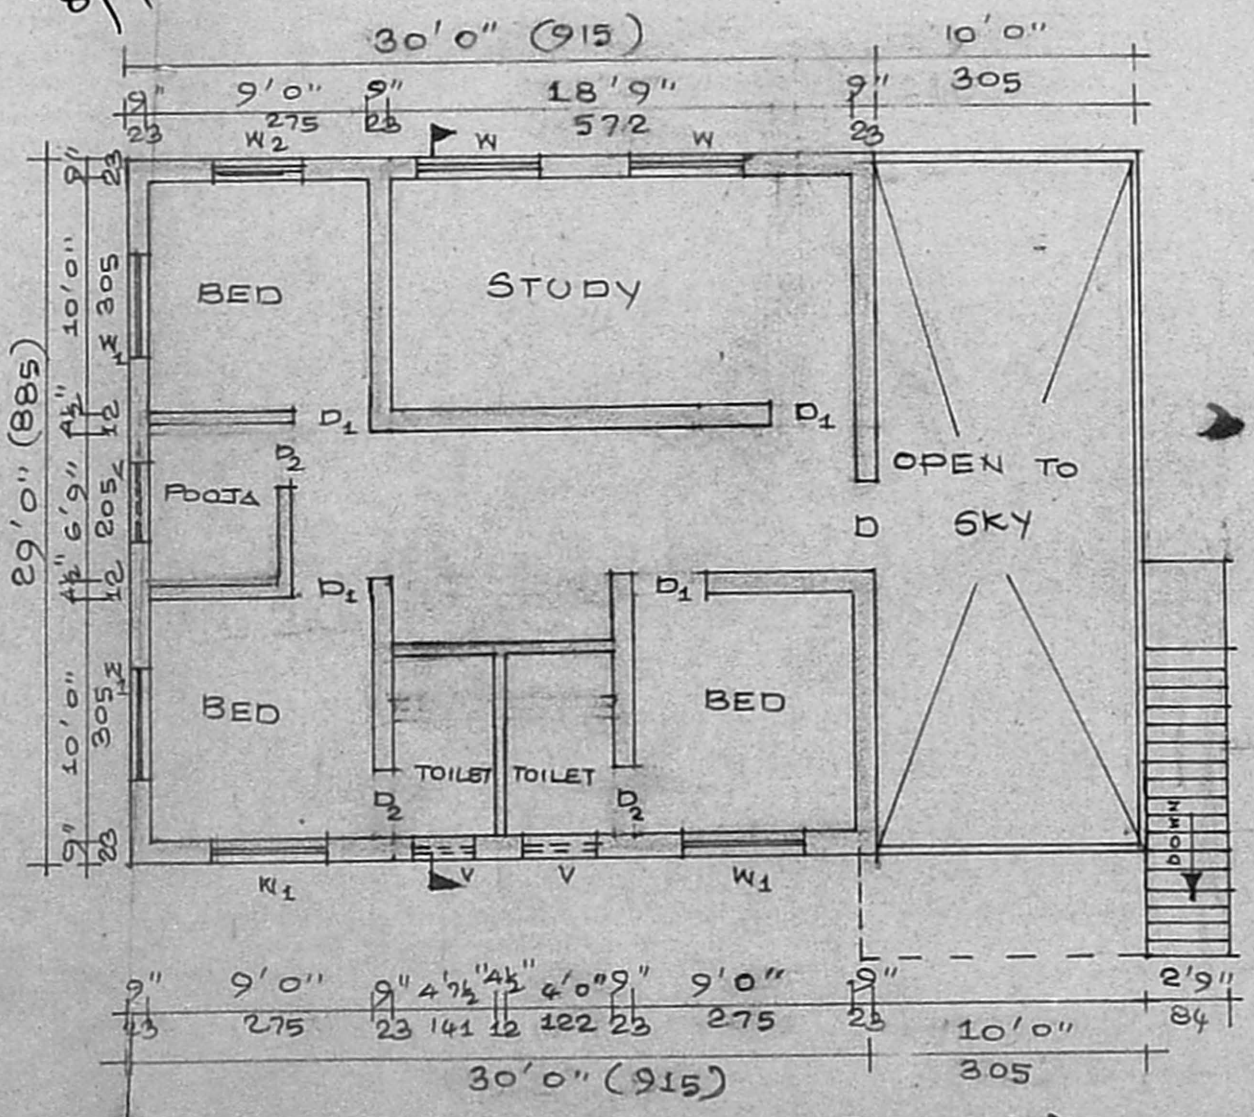 30'0" (915)
10'0"
9" 9'0" 9" 18'9" 9" 305
23 275 23 572 23
W2 W W
29'0" (885)
9" 10'0" 4½" 6'9" 4½" 10'0" 9"
23 W 305 12 205 V 12 305 W 23
BED STUDY
D1 D1
D2
POOJA OPEN TO
D SKY
D1 D1
BED BED
TOILET TOILET
D2 D2
DOWN
W1 V V W1
9" 9'0" 9" 4'7½" 4½" 4'0" 9" 9'0" 9" 2'9"
23 275 23 141 12 122 23 275 23 10'0" 84
30'0" (915) 305